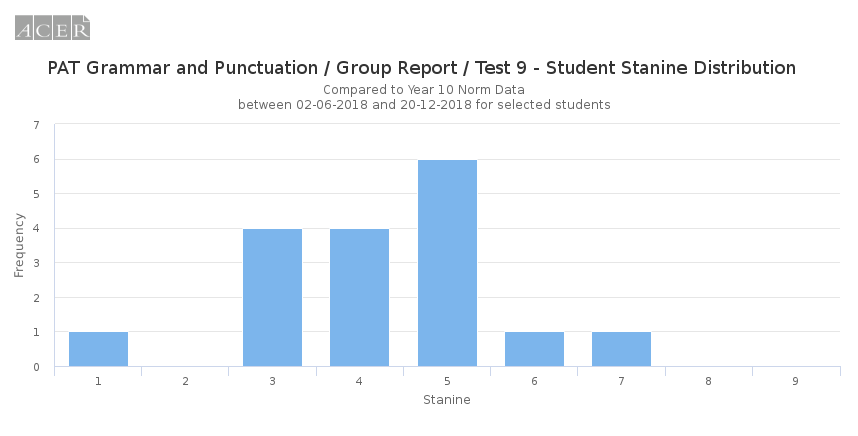 ACER
PAT Grammar and Punctuation / Group Report / Test 9 - Student Stanine Distribution
Compared to Year 10 Norm Data
between 02-06-2018 and 20-12-2018 for selected students
7
6
5
4
3
2
1
0
Frequency
1 2 3 4 5 6 7 8 9
Stanine